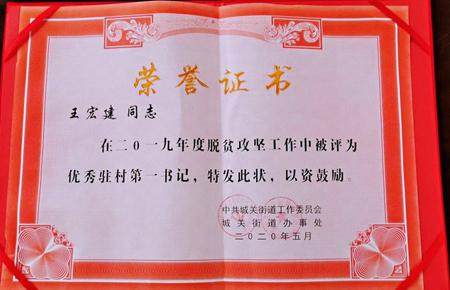 荣誉证书
王宏建 同志
在二〇一九年度脱贫攻坚工作中被评为
优秀驻村第一书记，特发此状，以资鼓励。
中共城关街道工作委员会
城关街道办事处
二〇二〇年五月